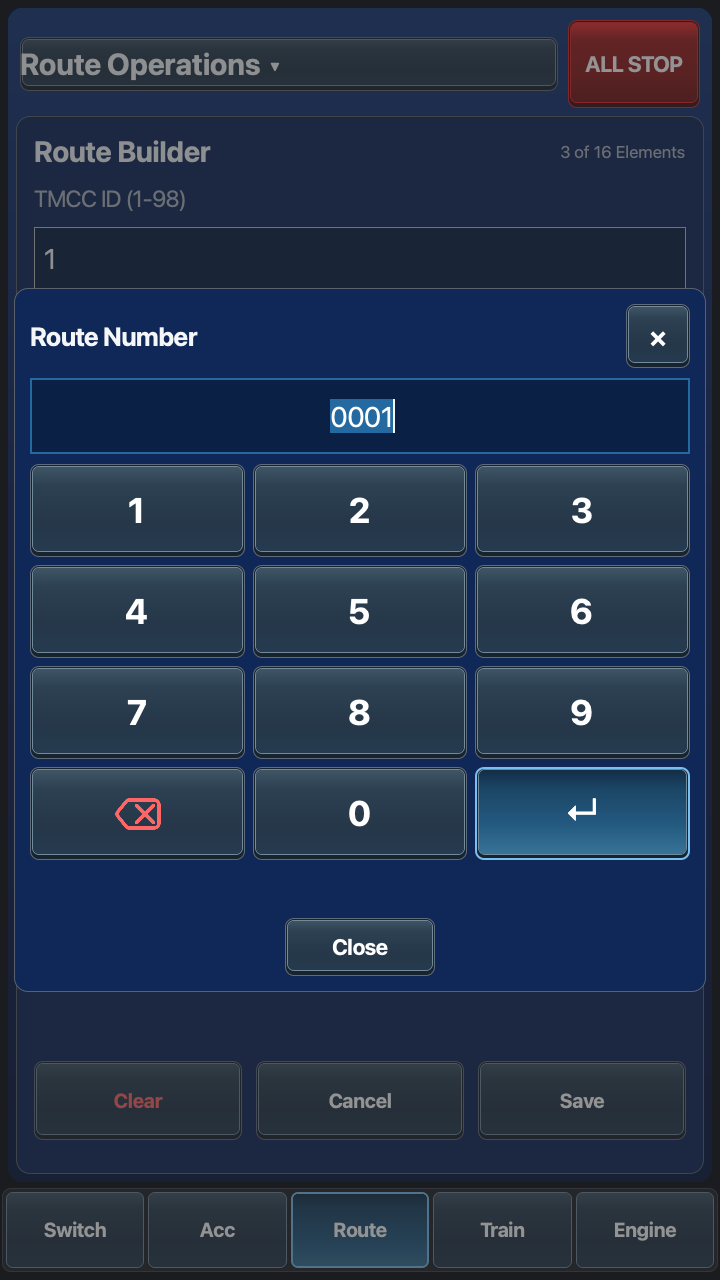 Route Operations ▾
ALL STOP
Route Builder
3 of 16 Elements
TMCC ID (1-98)
1
Route Number
×
0001
1 2 3
4 5 6
7 8 9
0
Close
Clear Cancel Save
Switch Acc Route Train Engine